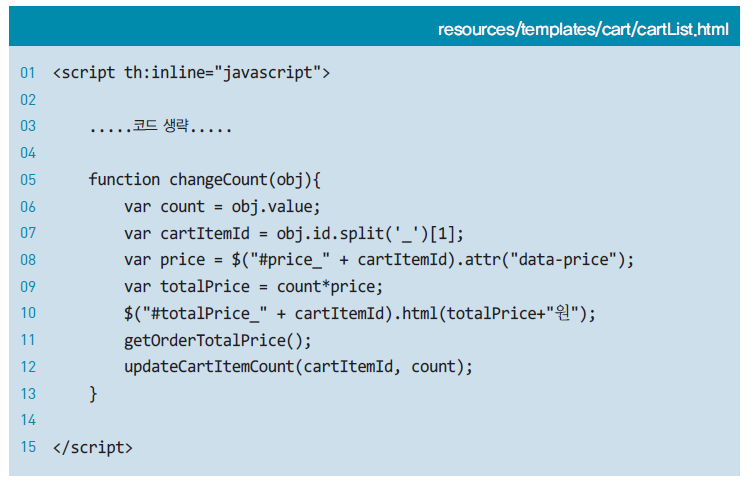 resources/templates/cart/cartList.html
01 <script th:inline="javascript">
02
03     .....코드 생략.....
04
05     function changeCount(obj){
06         var count = obj.value;
07         var cartItemId = obj.id.split('_')[1];
08         var price = $("#price_" + cartItemId).attr("data-price");
09         var totalPrice = count*price;
10         $("#totalPrice_" + cartItemId).html(totalPrice+"원");
11         getOrderTotalPrice();
12         updateCartItemCount(cartItemId, count);
13     }
14
15 </script>